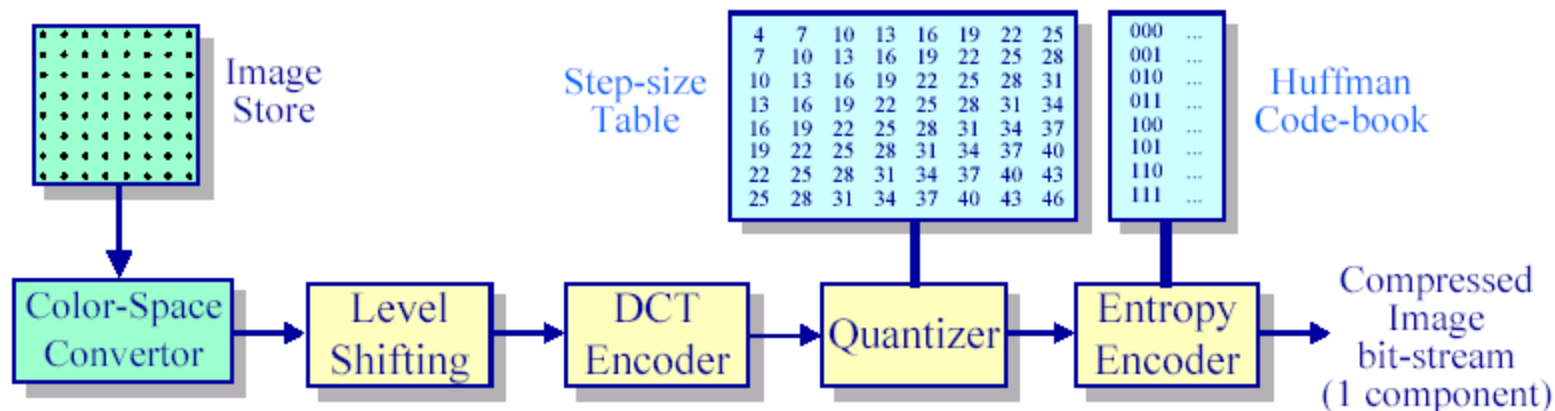 Image
Store
Step-size
Table
4 7 10 13 16 19 22 25
7 10 13 16 19 22 25 28
10 13 16 19 22 25 28 31
13 16 19 22 25 28 31 34
16 19 22 25 28 31 34 37
19 22 25 28 31 34 37 40
22 25 28 31 34 37 40 43
25 28 31 34 37 40 43 46
000 ...
001 ...
010 ...
011 ...
100 ...
101 ...
110 ...
111 ...
Huffman
Code-book
Color-Space
Convertor
Level
Shifting
DCT
Encoder
Quantizer
Entropy
Encoder
Compressed
Image
bit-stream
(1 component)